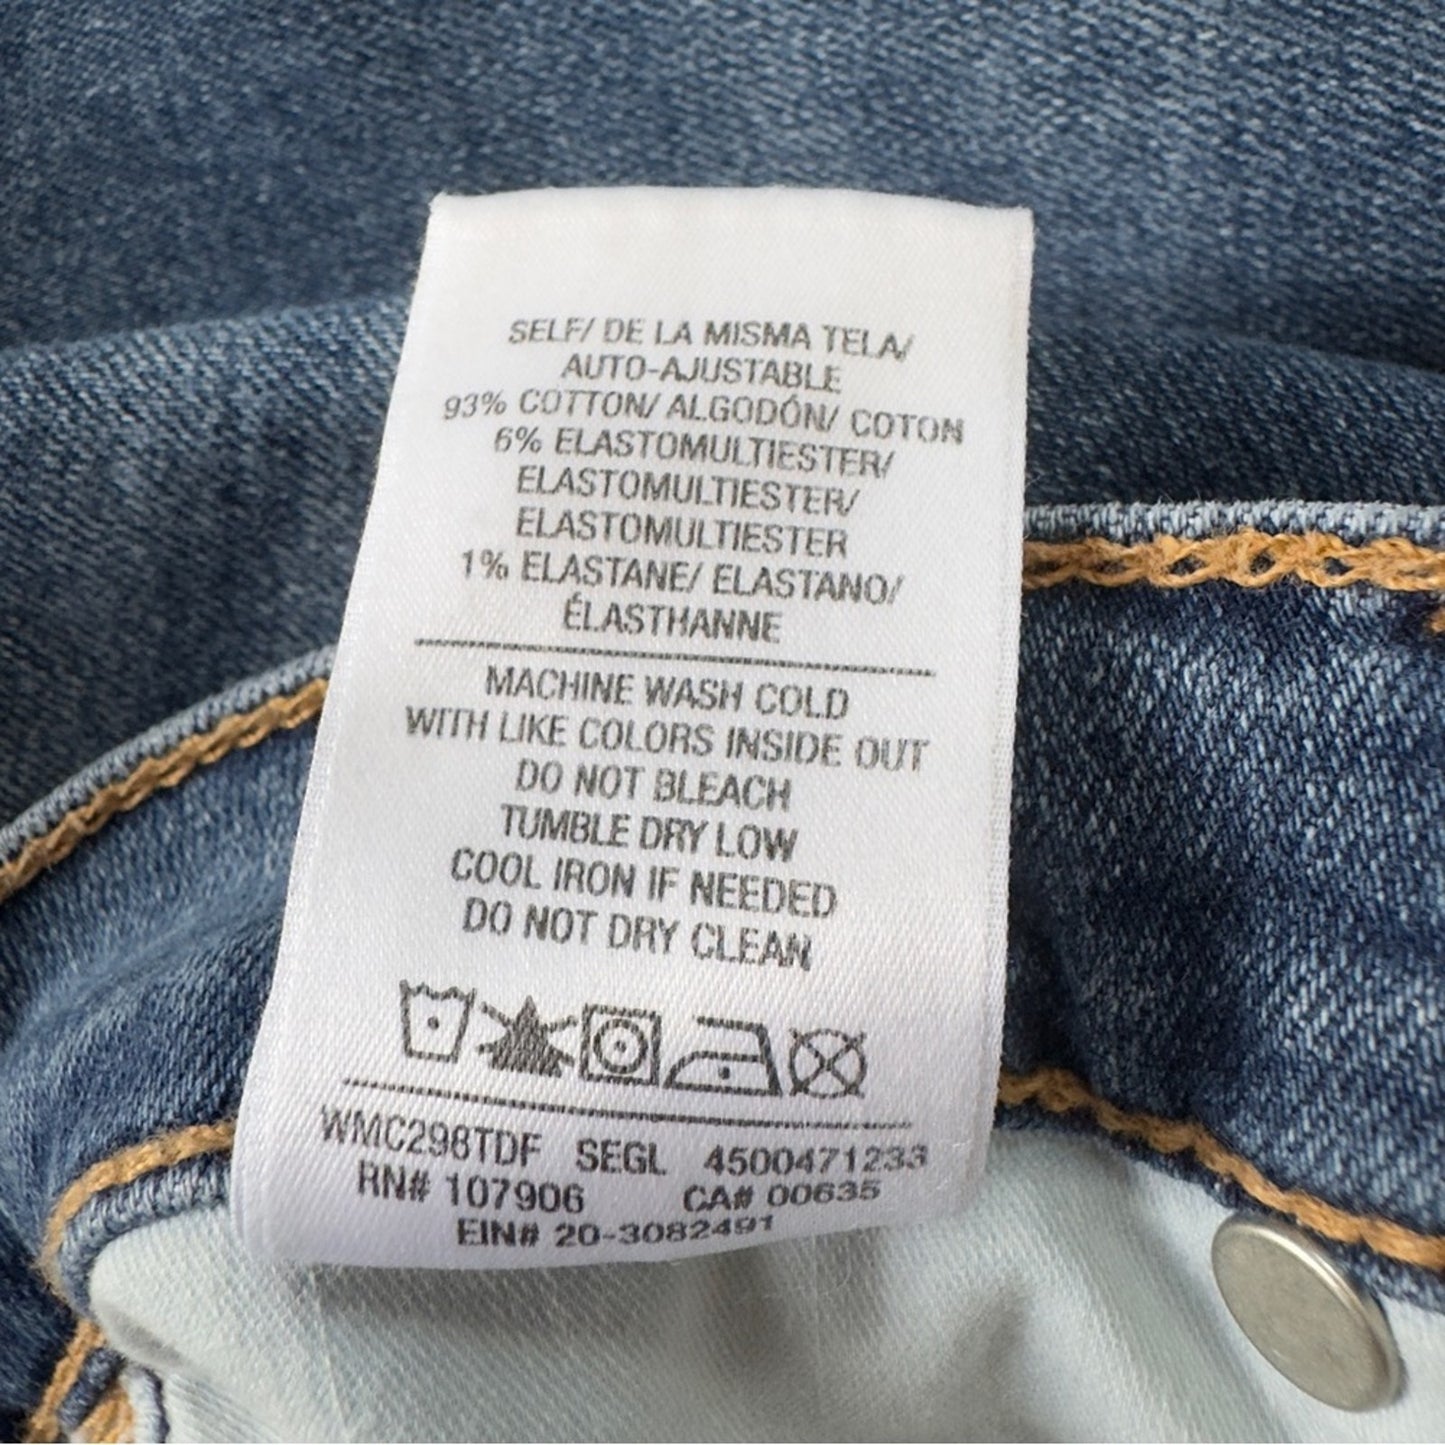 SELF/ DE LA MISMA TELA/
AUTO-AJUSTABLE
93% COTTON/ ALGODÓN/ COTON
6% ELASTOMULTIESTER/
ELASTOMULTIESTER/
ELASTOMULTIESTER
1% ELASTANE/ ELASTANO/
ÉLASTHANNE
MACHINE WASH COLD
WITH LIKE COLORS INSIDE OUT
DO NOT BLEACH
TUMBLE DRY LOW
COOL IRON IF NEEDED
DO NOT DRY CLEAN
WMC298TDF SEGL 4500471233
RN# 107906 CA# 00635
EIN# 20-3082491